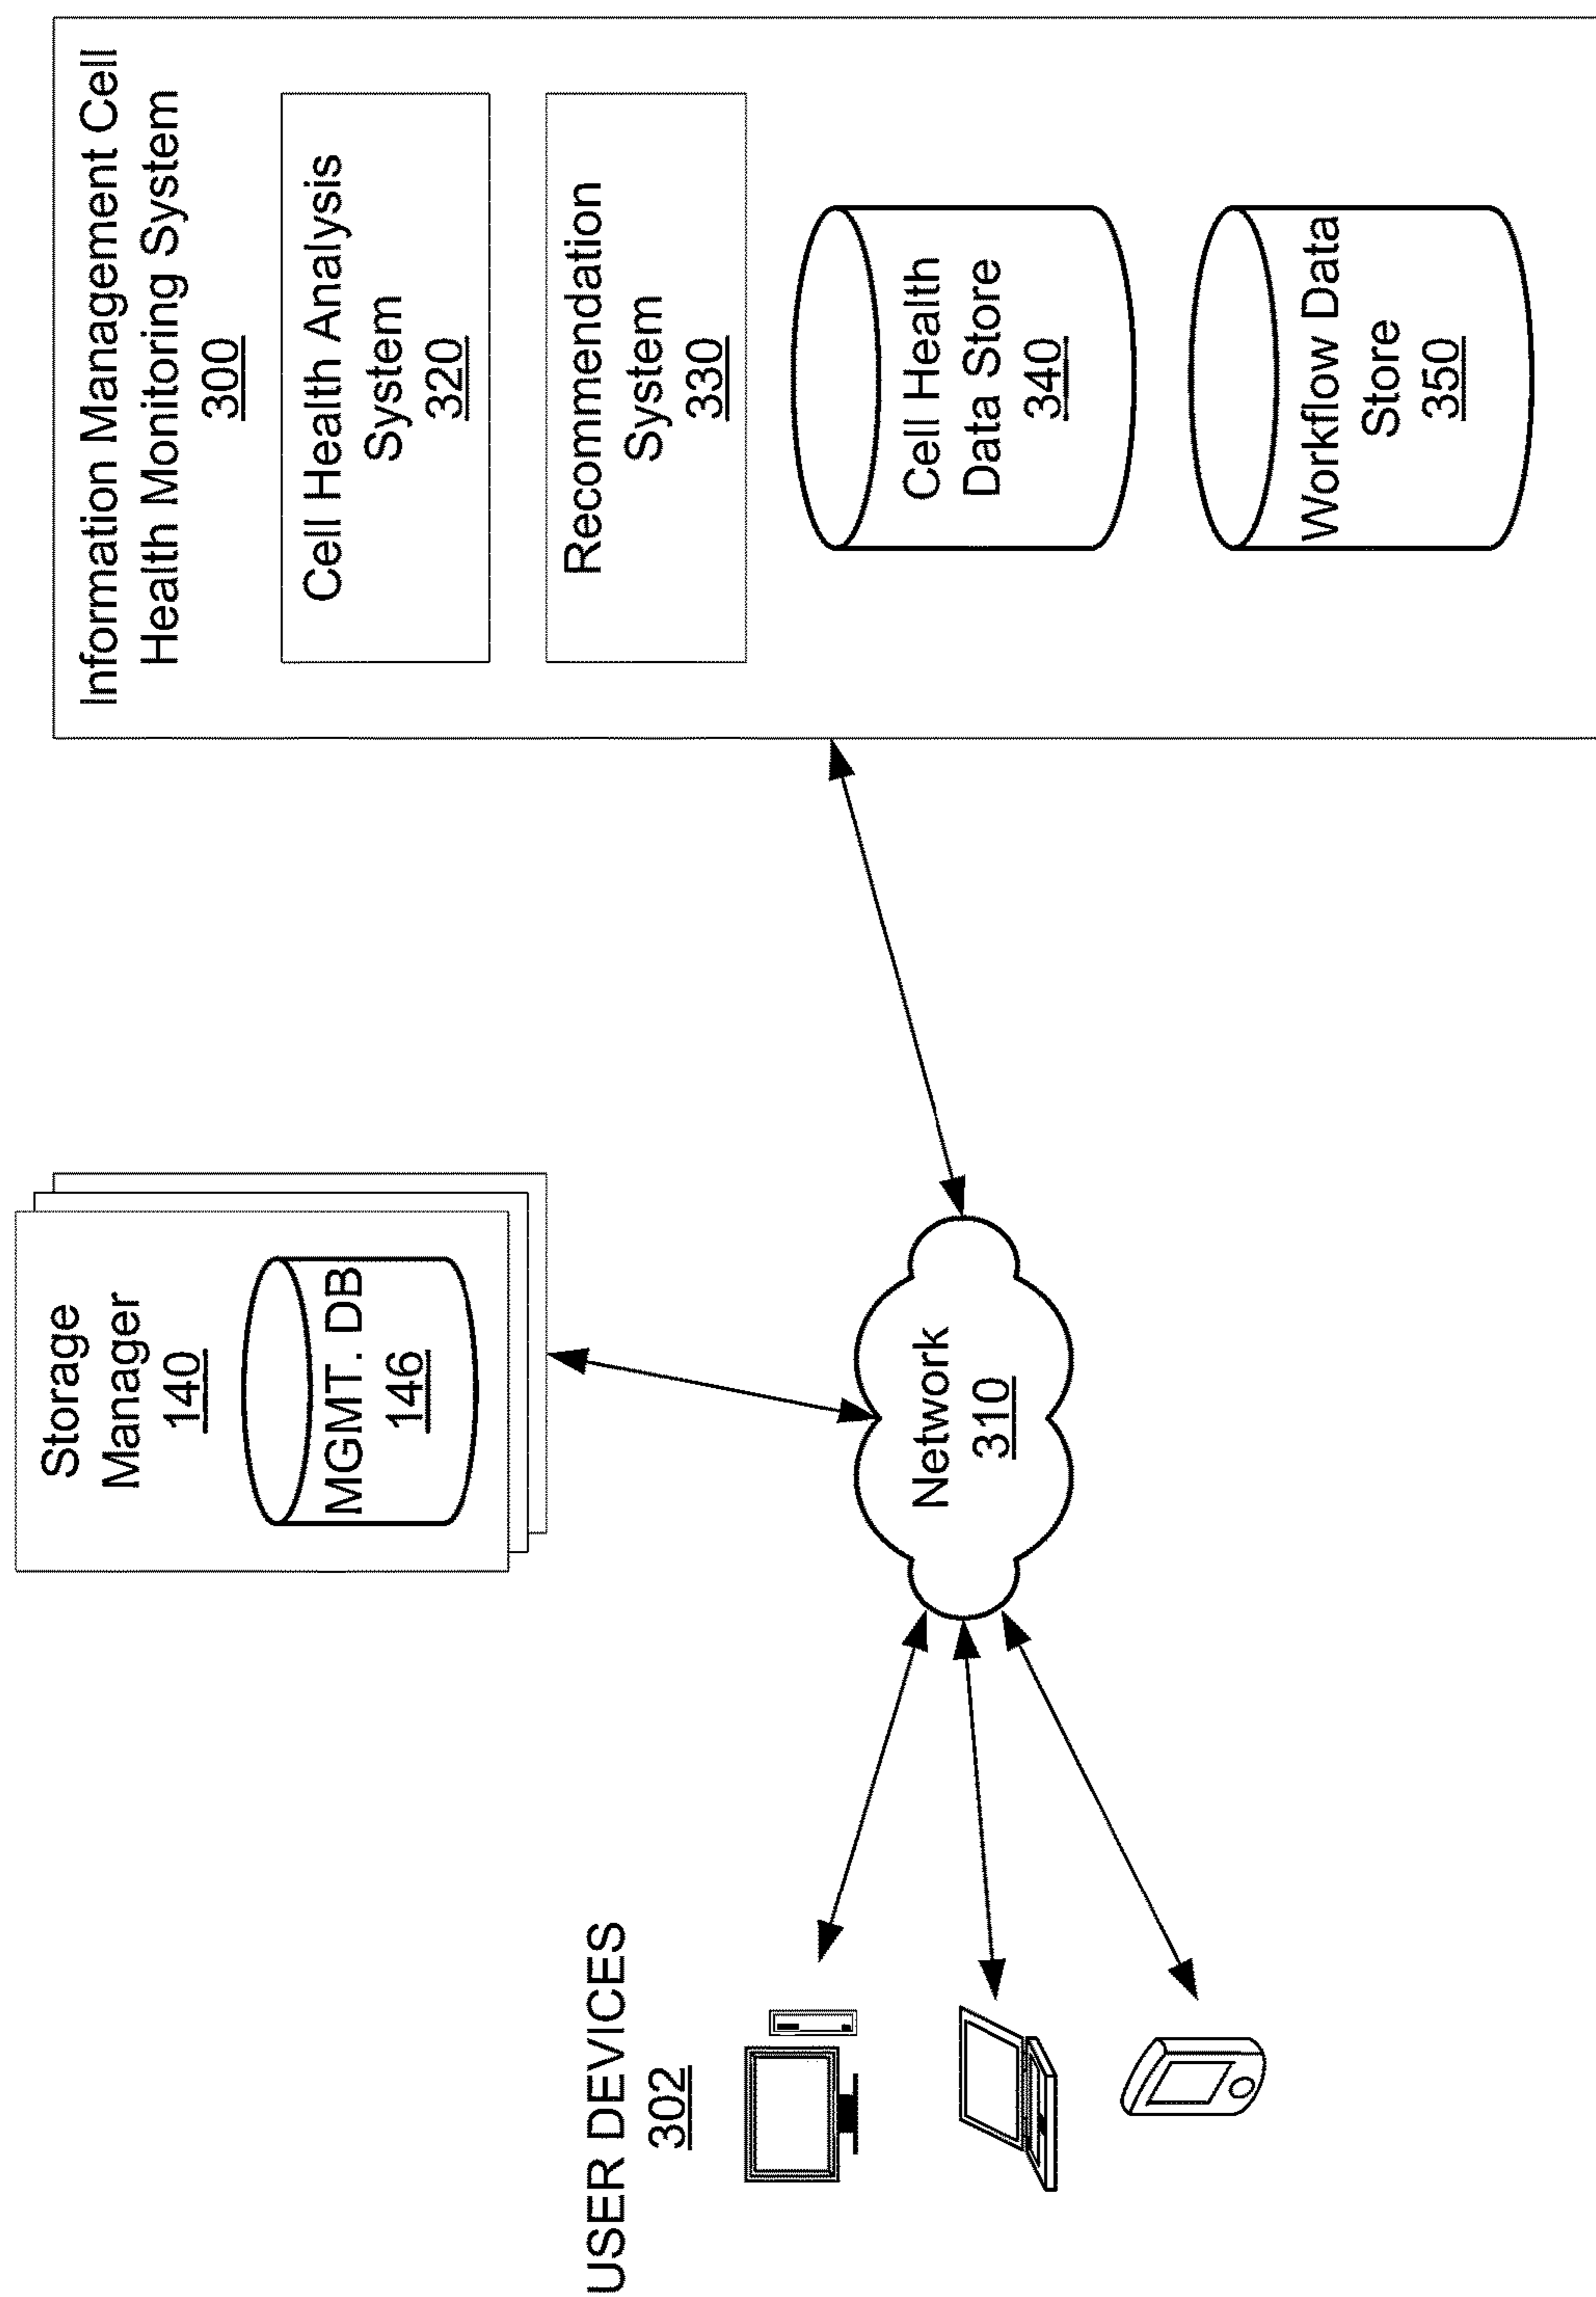 USER DEVICES
302
Storage
Manager
140
MGMT. DB
146
Network
310
Information Management Cell
Health Monitoring System
300
Cell Health Analysis
System
320
Recommendation
System
330
Cell Health
Data Store
340
Workflow Data
Store
350